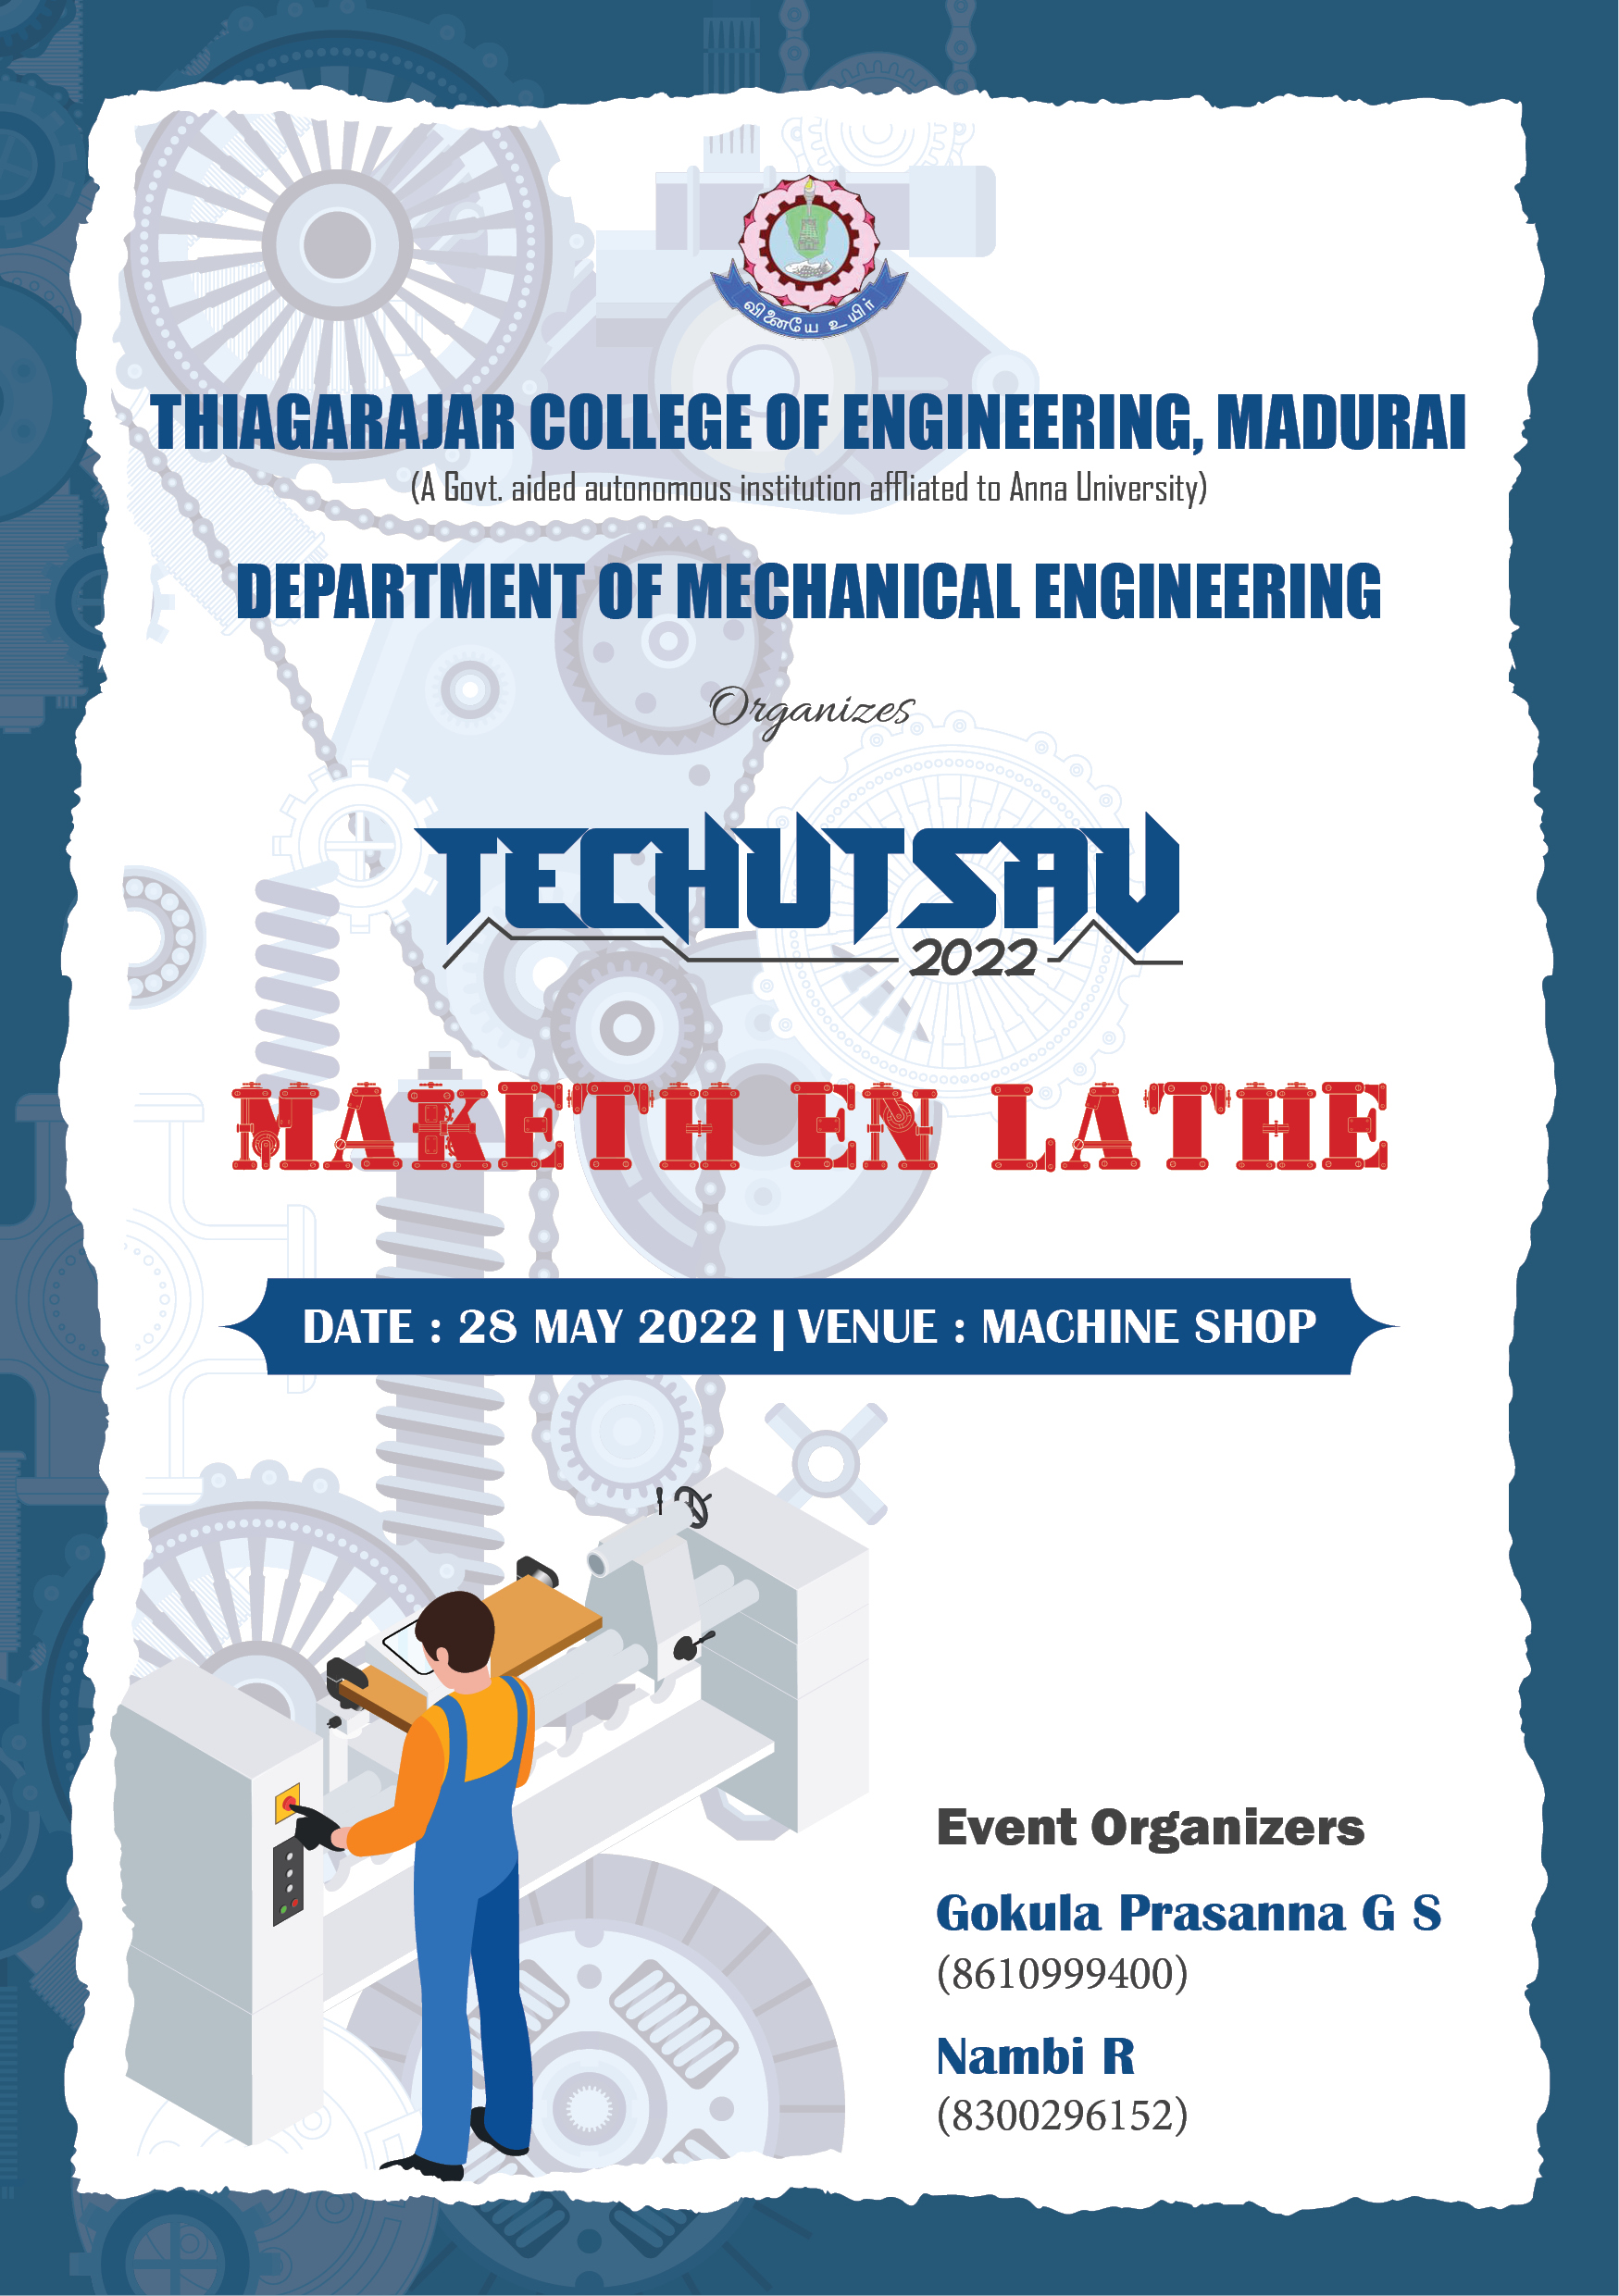 வினையே உயிர்
THIAGARAJAR COLLEGE OF ENGINEERING, MADURAI
(A Govt. aided autonomous institution affliated to Anna University)
DEPARTMENT OF MECHANICAL ENGINEERING
Organizes
TECHUTSAV
2022
MAKETH EN LATHE
DATE : 28 MAY 2022 | VENUE : MACHINE SHOP
Event Organizers
Gokula Prasanna G S
(8610999400)
Nambi R
(8300296152)